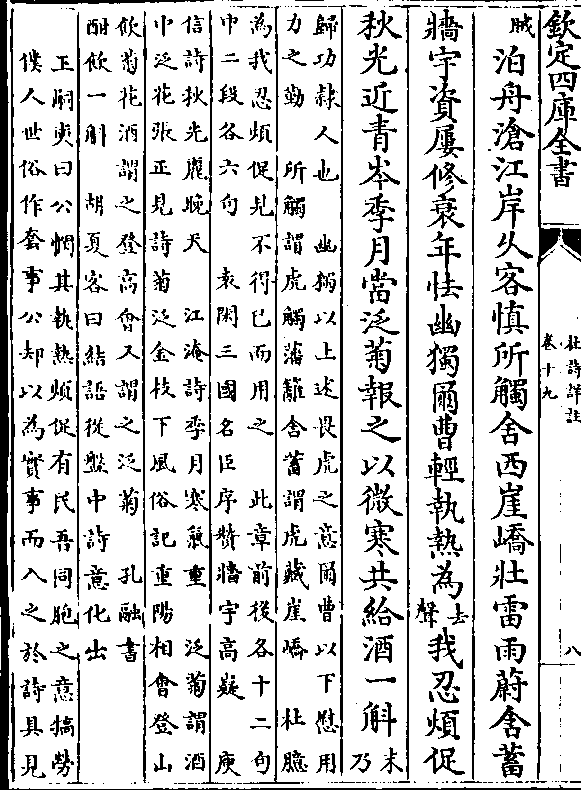 欽定四庫全書
杜詩詳註
卷十九
八
賊
泊舟滄江岸久客慎所觸舍西崖嶠壯雷雨蔚含蓄
牆宇資屢修衰年怯幽獨爾曹輕執熱為去聲我忍煩促
秋光近青岑季月當泛菊報之以微寒共給酒一斛末乃
歸功隸人也 幽獨以上述畏虎之意爾曹以下慰用
力之勤 所觸謂虎觸藩籬含蓄謂虎藏崖嶠 杜臆
為我忍煩促見不得已而用之 此章前後各十二句
中二段各六句 袁閎三國名臣序贊牆宇高嶷 庾
信詩秋光麗晚天 江淹詩季月寒氣重 泛菊謂酒
巾泛花張正見詩菊泛金枝下風俗記重陽相會登山
飲菊花酒謂之登高會又謂之泛菊 孔融書
酣飲一斛 胡夏客曰結語從盤中詩意化出
王嗣奭曰公憫其執熱煩促有民吾同胞之意犒勞
僕人世俗作套事公却以為實事而入之於詩具見